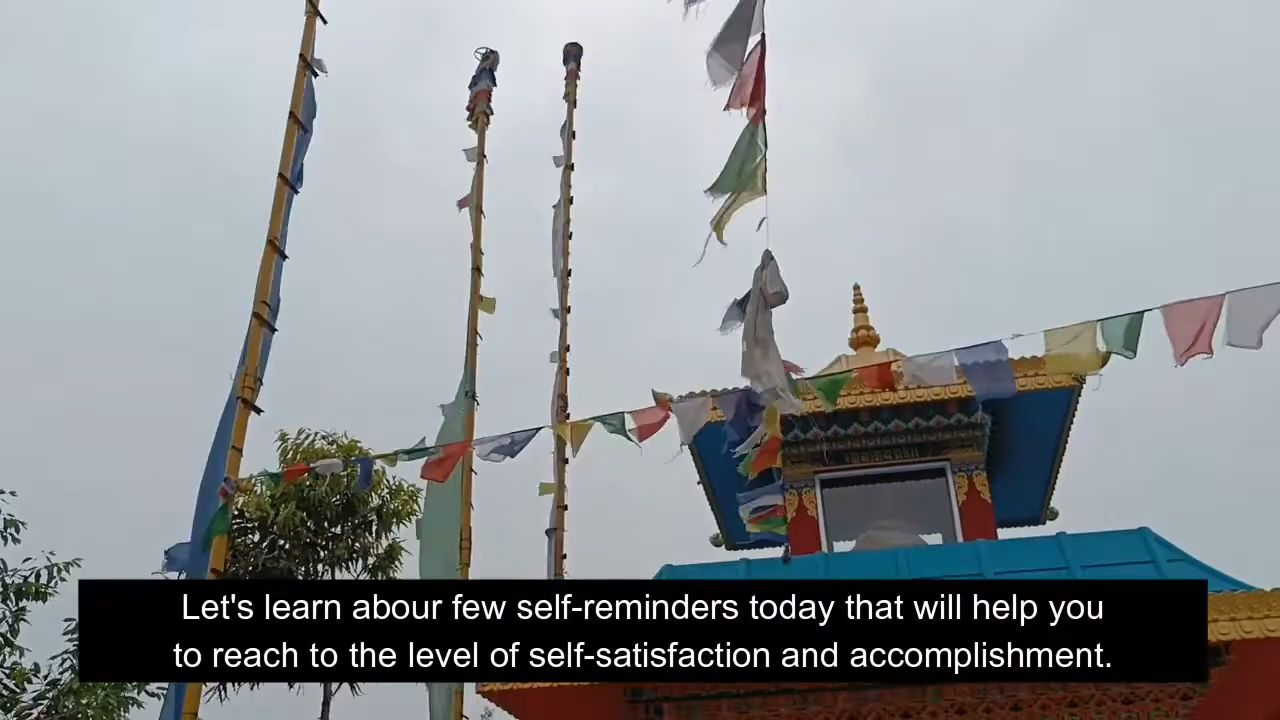 Let's learn abour few self-reminders today that will help you
to reach to the level of self-satisfaction and accomplishment.